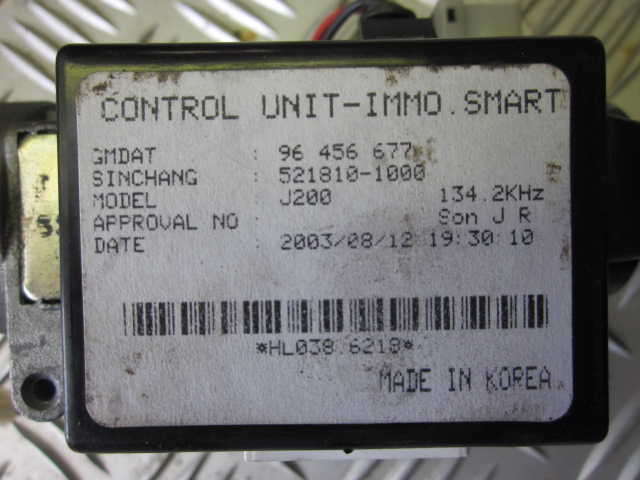 CONTROL UNIT-IMMO.SMART
GMDAT : 96 456 677
SINCHANG : 521810-1000
MODEL : J200 134.2KHz
APPROVAL NO : Son J R
DATE : 2003/08/12 19:30:10
*HL038.6218*
MADE IN KOREA